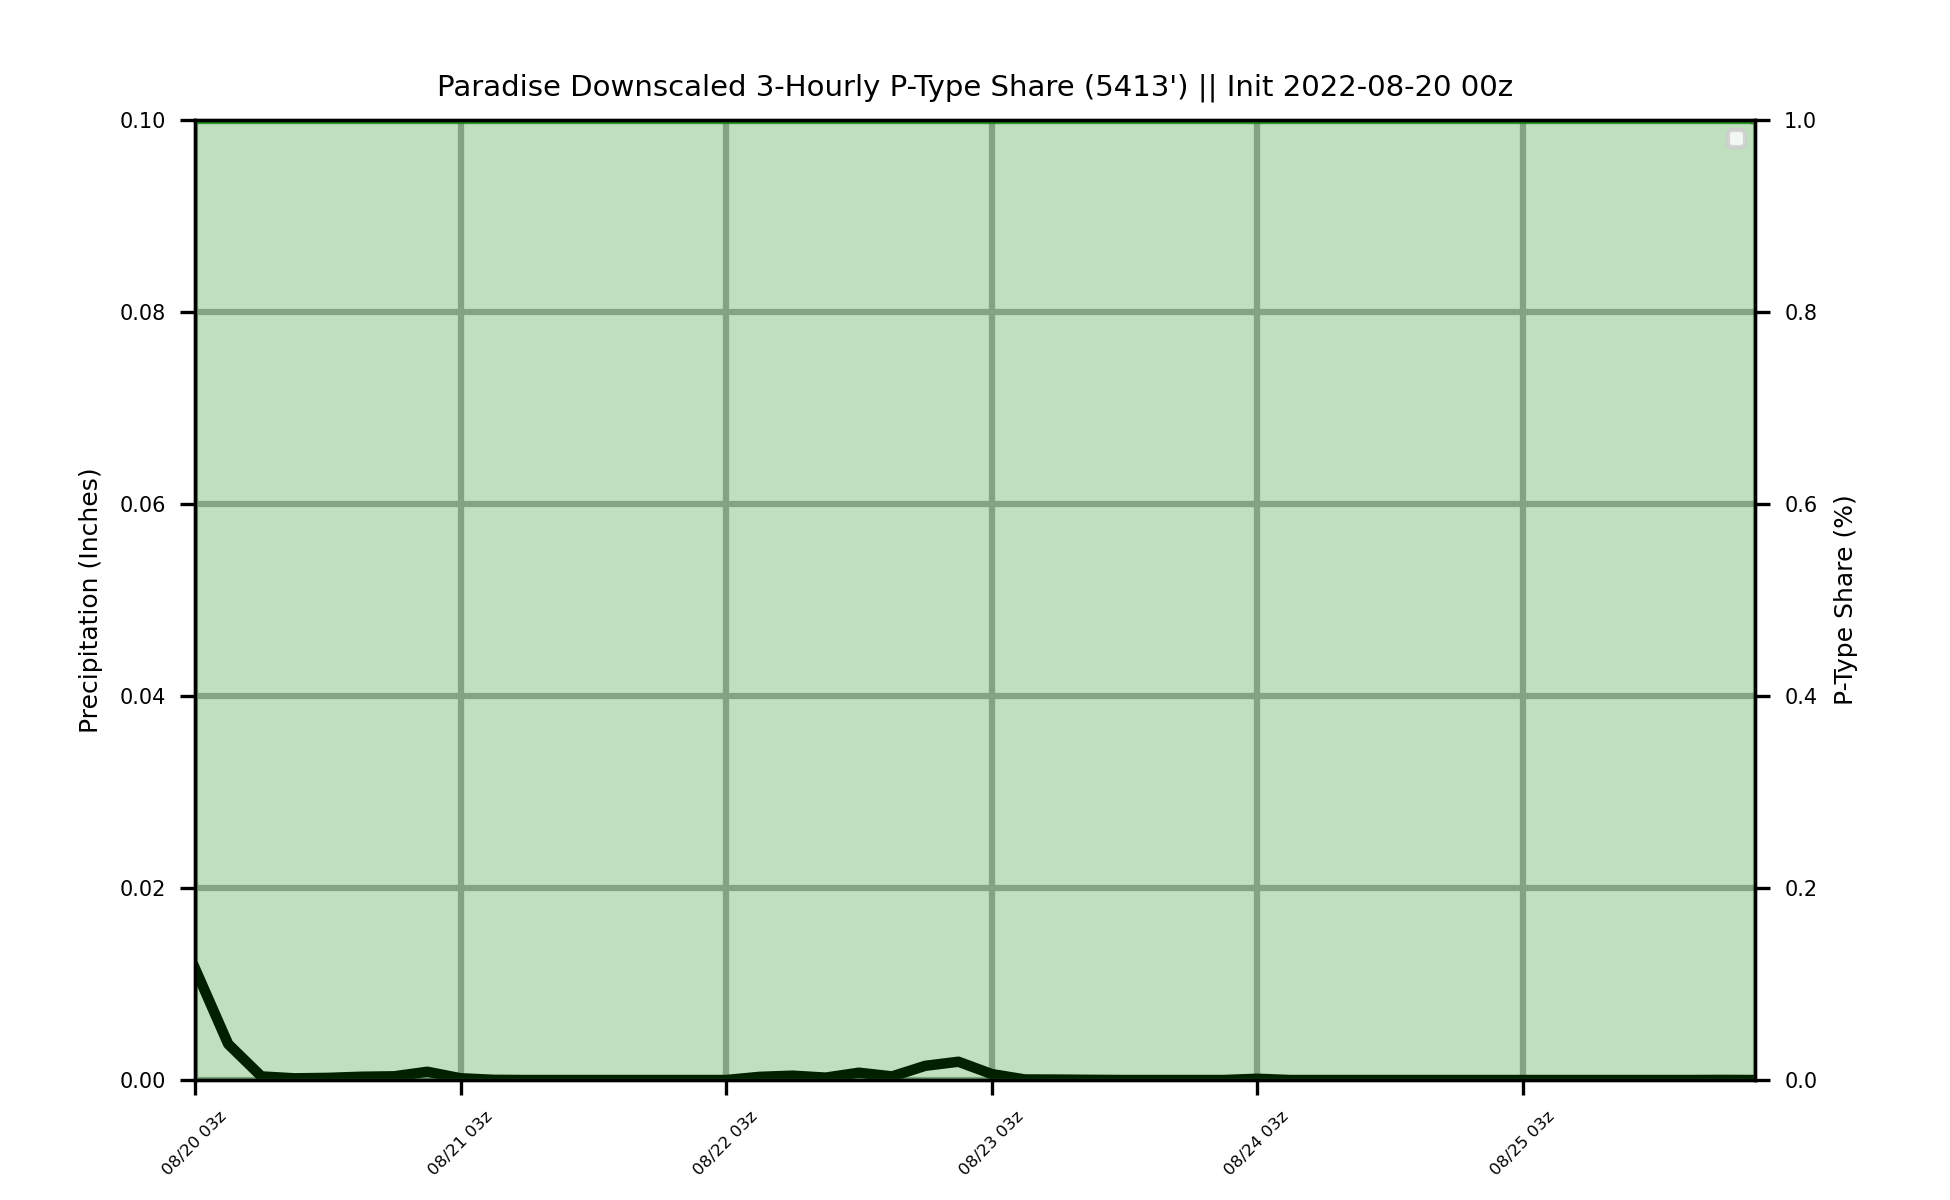 Paradise Downscaled 3-Hourly P-Type Share (5413') || Init 2022-08-20 00z
0.10
0.08
0.06
0.04
0.02
0.00
Precipitation (Inches)
1.0
0.8
0.6
0.4
0.2
0.0
P-Type Share (%)
08/20 03z
08/21 03z
08/22 03z
08/23 03z
08/24 03z
08/25 03z